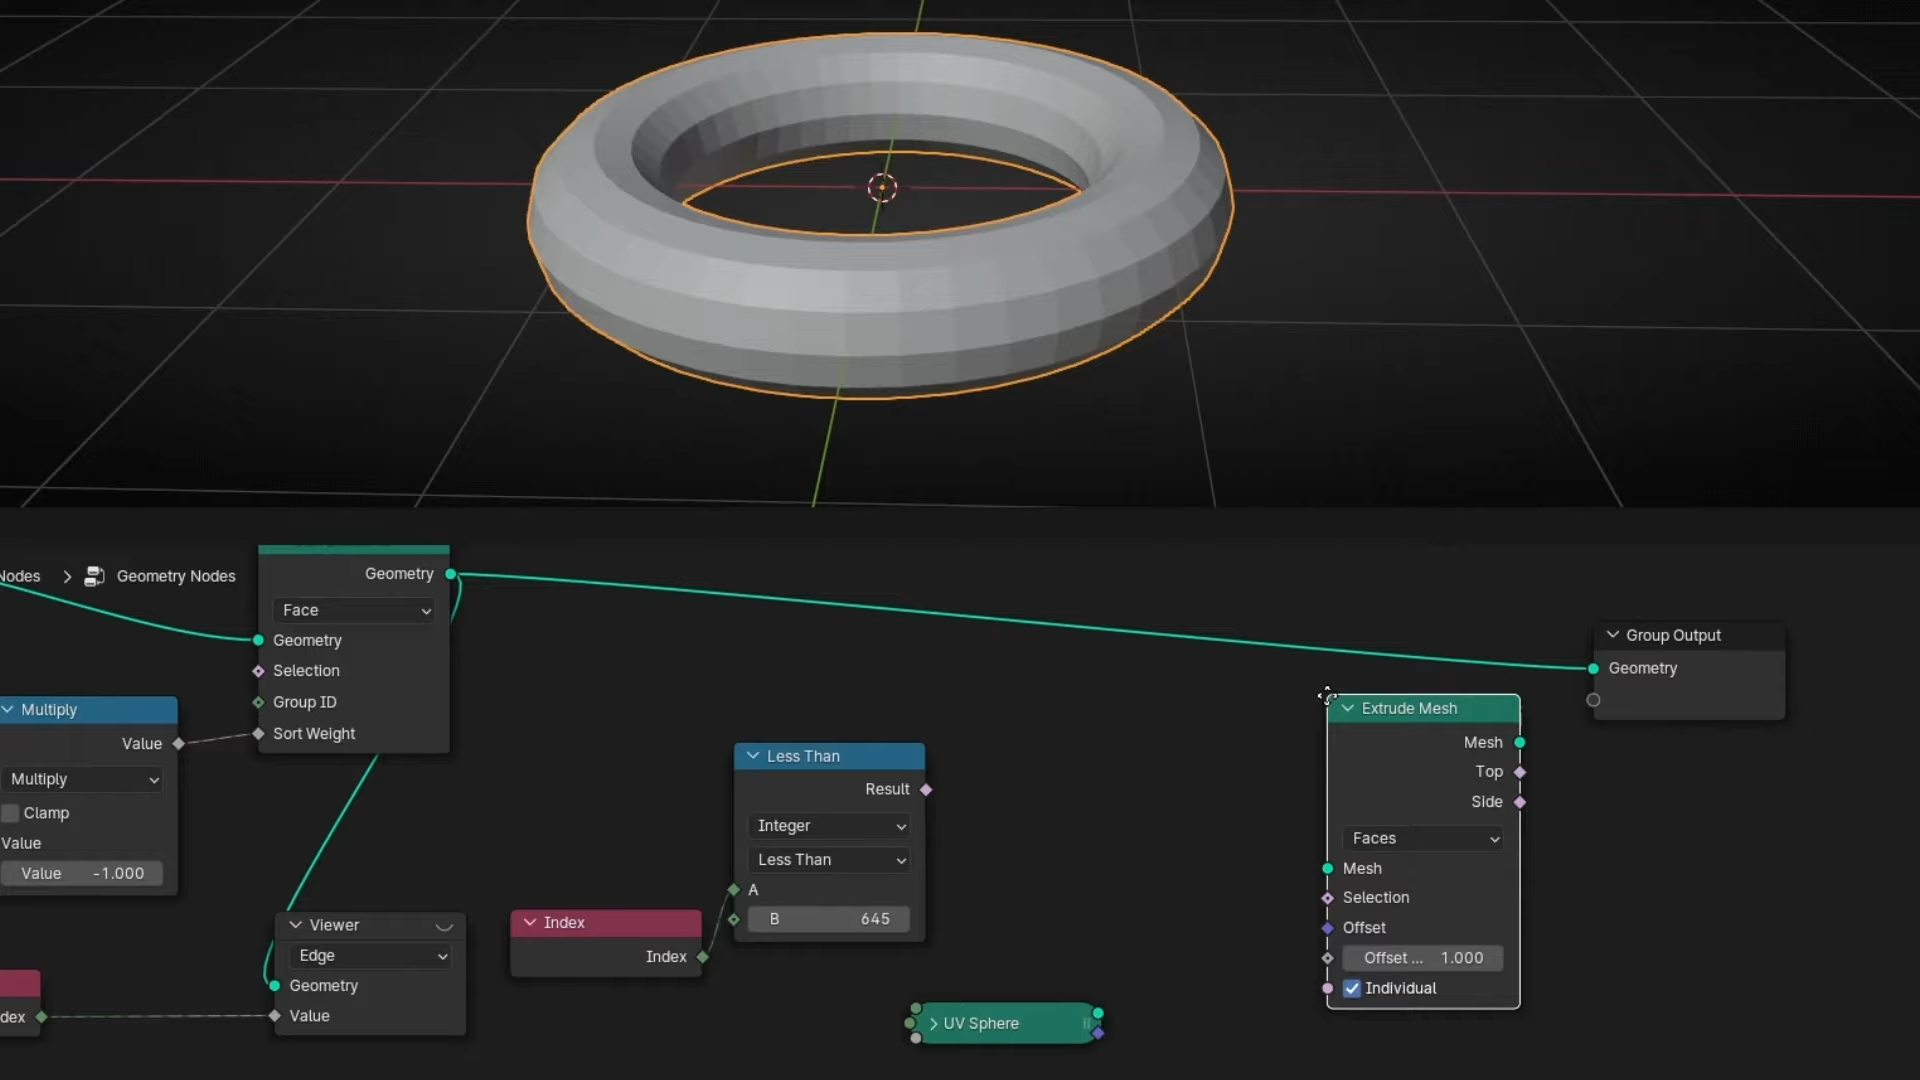 Nodes > Geometry Nodes
Geometry
Face
Geometry
Selection
Group ID
Sort Weight
Multiply
Value
Multiply
Clamp
Value
Value -1.000
Viewer
Edge
Geometry
Value
dex
Index
Index
Less Than
Result
Integer
Less Than
A
B 645
UV Sphere
Extrude Mesh
Mesh
Top
Side
Faces
Mesh
Selection
Offset
Offset ... 1.000
Individual
Group Output
Geometry